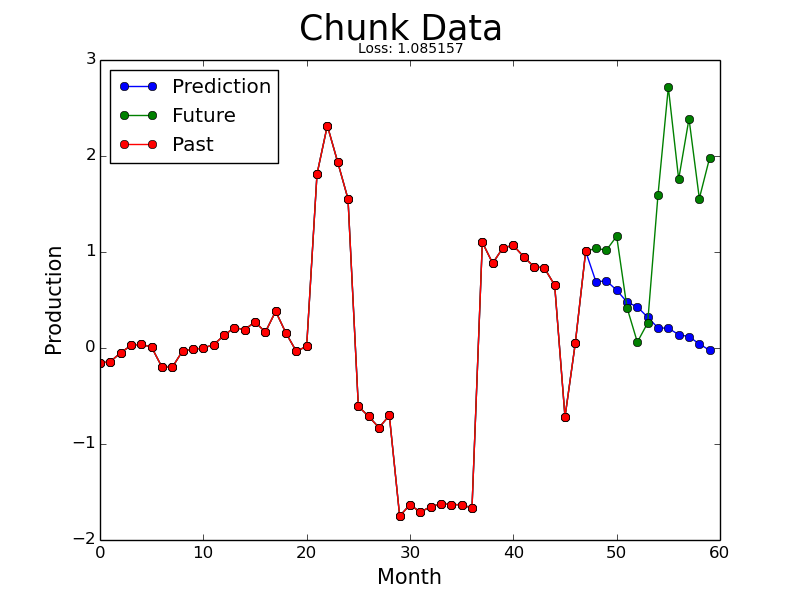 Chunk Data
Loss: 1.085157
Prediction
Future
Past
3
2
1
0
−1
−2
Production
0 10 20 30 40 50 60
Month